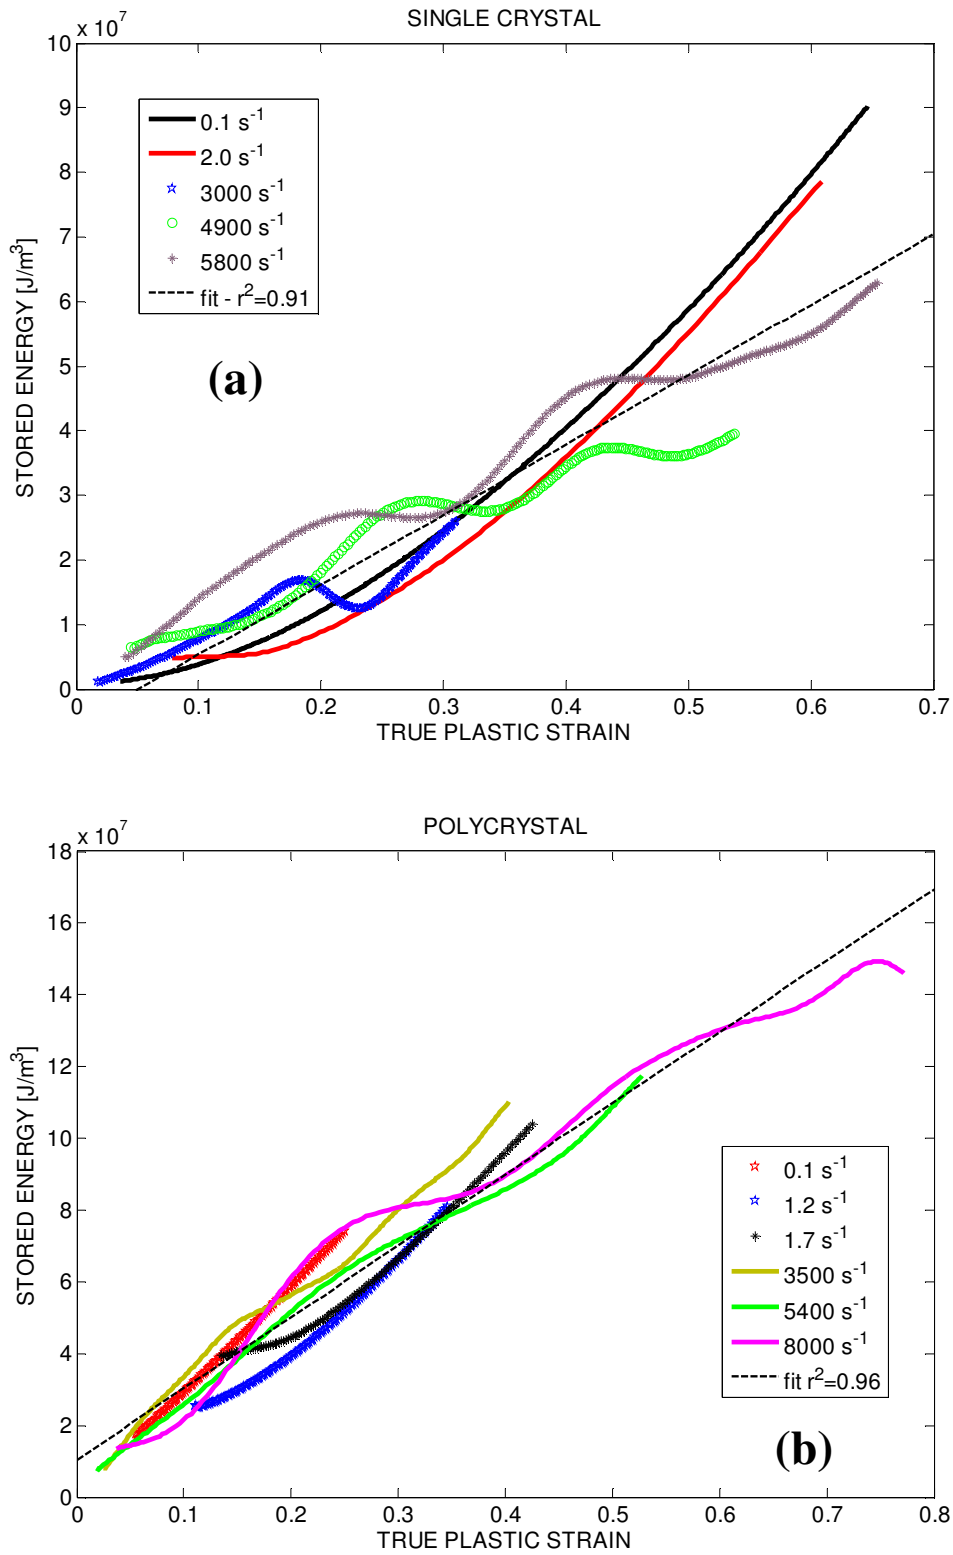 SINGLE CRYSTAL
x 10^7
10
9
8
7
6
5
4
3
2
1
0
STORED ENERGY [J/m^3]
0.1 s^-1
2.0 s^-1
3000 s^-1
4900 s^-1
5800 s^-1
fit - r^2=0.91
(a)
0 0.1 0.2 0.3 0.4 0.5 0.6 0.7
TRUE PLASTIC STRAIN
POLYCRYSTAL
x 10^7
18
16
14
12
10
8
6
4
2
0
STORED ENERGY [J/m^3]
0.1 s^-1
1.2 s^-1
1.7 s^-1
3500 s^-1
5400 s^-1
8000 s^-1
fit r^2=0.96
(b)
0 0.1 0.2 0.3 0.4 0.5 0.6 0.7 0.8
TRUE PLASTIC STRAIN